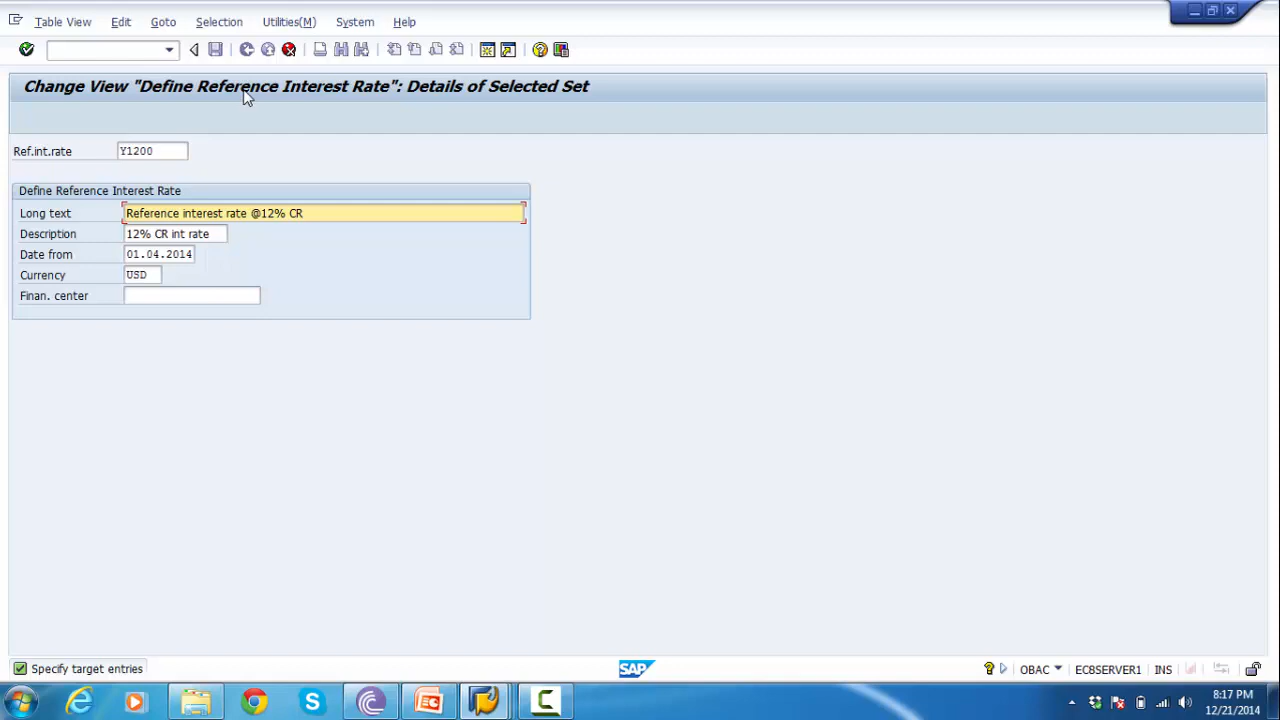 Table View Edit Goto Selection Utilities(M) System Help
Change View "Define Reference Interest Rate": Details of Selected Set
Ref.int.rate Y1200
Define Reference Interest Rate
Long text Reference interest rate @12% CR
Description 12% CR int rate
Date from 01.04.2014
Currency USD
Finan. center
Specify target entries SAP OBAC EC8SERVER1 INS
8:17 PM
12/21/2014